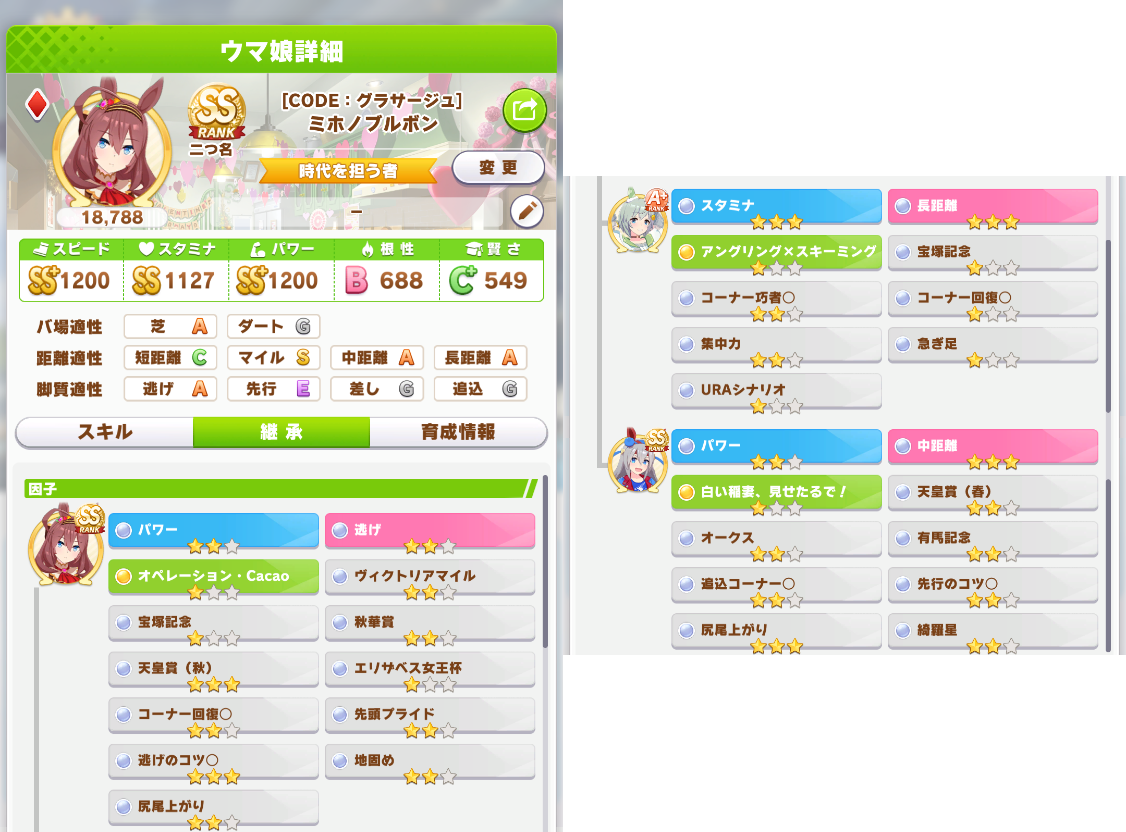 ウマ娘詳細
SS
RANK
二つ名
[CODE：グラサージュ]
ミホノブルボン
時代を担う者
変更
18,788
−
スピード
スタミナ
パワー
根性
賢さ
SS+1200
SS1127
SS+1200
B 688
C+ 549
バ場適性
芝 A
ダート G
距離適性
短距離 C
マイル S
中距離 A
長距離 A
脚質適性
逃げ A
先行 E
差し G
追込 G
スキル
継承
育成情報
因子
SS
RANK
パワー
逃げ
オペレーション・Cacao
ヴィクトリアマイル
宝塚記念
秋華賞
天皇賞（秋）
エリザベス女王杯
コーナー回復○
先頭プライド
逃げのコツ○
地固め
尻尾上がり
A+
RANK
スタミナ
長距離
アングリング×スキーミング
宝塚記念
コーナー巧者○
コーナー回復○
集中力
急ぎ足
URAシナリオ
SS
RANK
パワー
中距離
白い稲妻、見せたるで！
天皇賞（春）
オークス
有馬記念
追込コーナー○
先行のコツ○
尻尾上がり
綺羅星